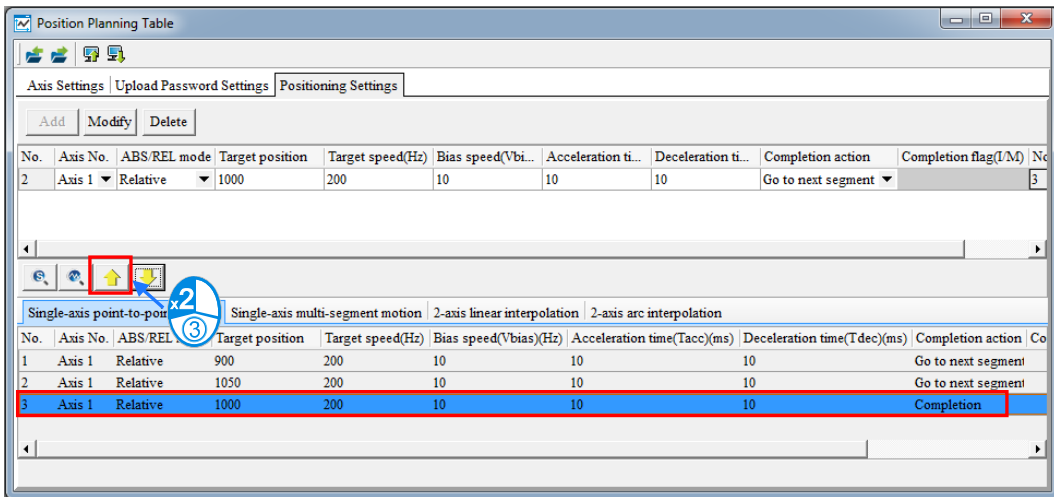 Position Planning Table
Axis Settings Upload Password Settings Positioning Settings
Add Modify Delete
No. Axis No. ABS/REL mode Target position Target speed(Hz) Bias speed(Vbi... Acceleration ti... Deceleration ti... Completion action Completion flag(I/M) No
2 Axis 1 Relative 1000 200 10 10 10 Go to next segment 3
x2
3
Single-axis point-to-poin Single-axis multi-segment motion 2-axis linear interpolation 2-axis arc interpolation
No. Axis No. ABS/REL Target position Target speed(Hz) Bias speed(Vbias)(Hz) Acceleration time(Tacc)(ms) Deceleration time(Tdec)(ms) Completion action Co
1 Axis 1 Relative 900 200 10 10 10 Go to next segment
2 Axis 1 Relative 1050 200 10 10 10 Go to next segment
3 Axis 1 Relative 1000 200 10 10 10 Completion